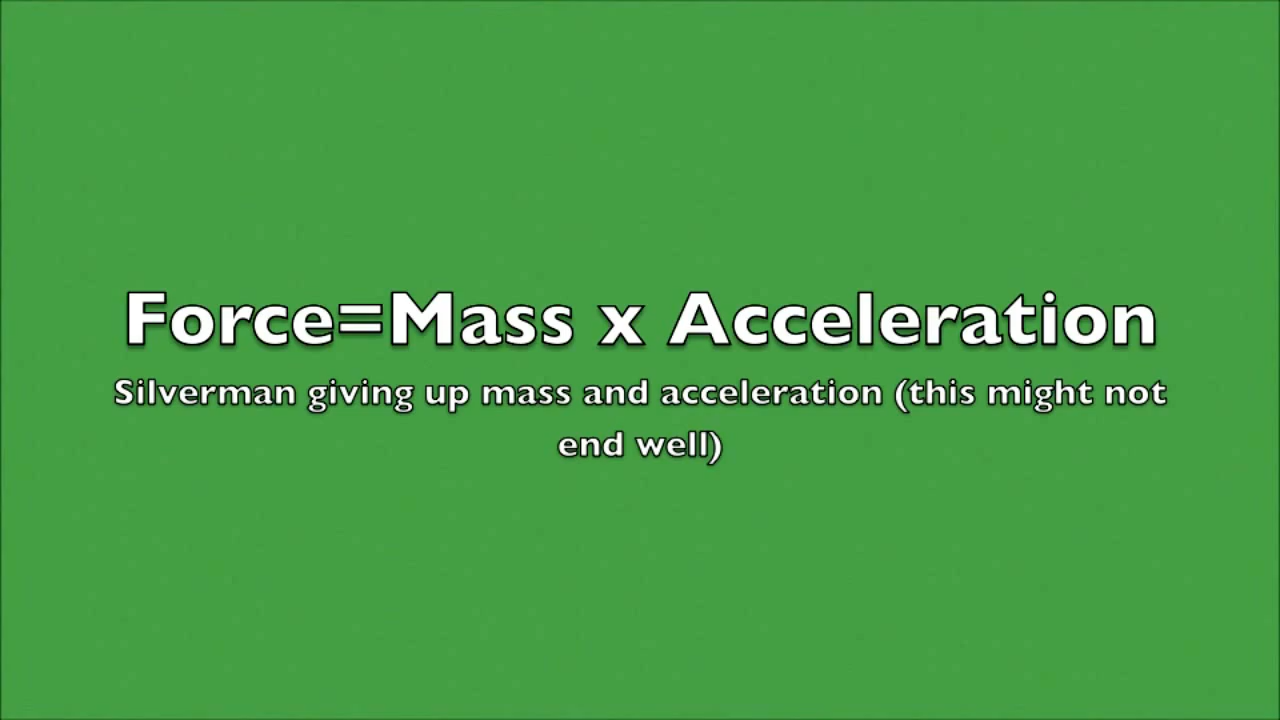 Force=Mass x Acceleration
Silverman giving up mass and acceleration (this might not
end well)